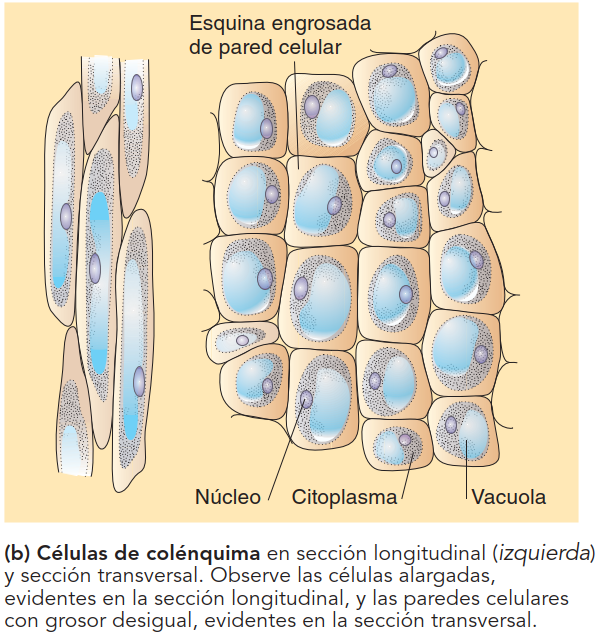 Esquina engrosada
de pared celular
Núcleo
Citoplasma
Vacuola
(b) Células de colénquima en sección longitudinal (izquierda)
y sección transversal. Observe las células alargadas,
evidentes en la sección longitudinal, y las paredes celulares
con grosor desigual, evidentes en la sección transversal.